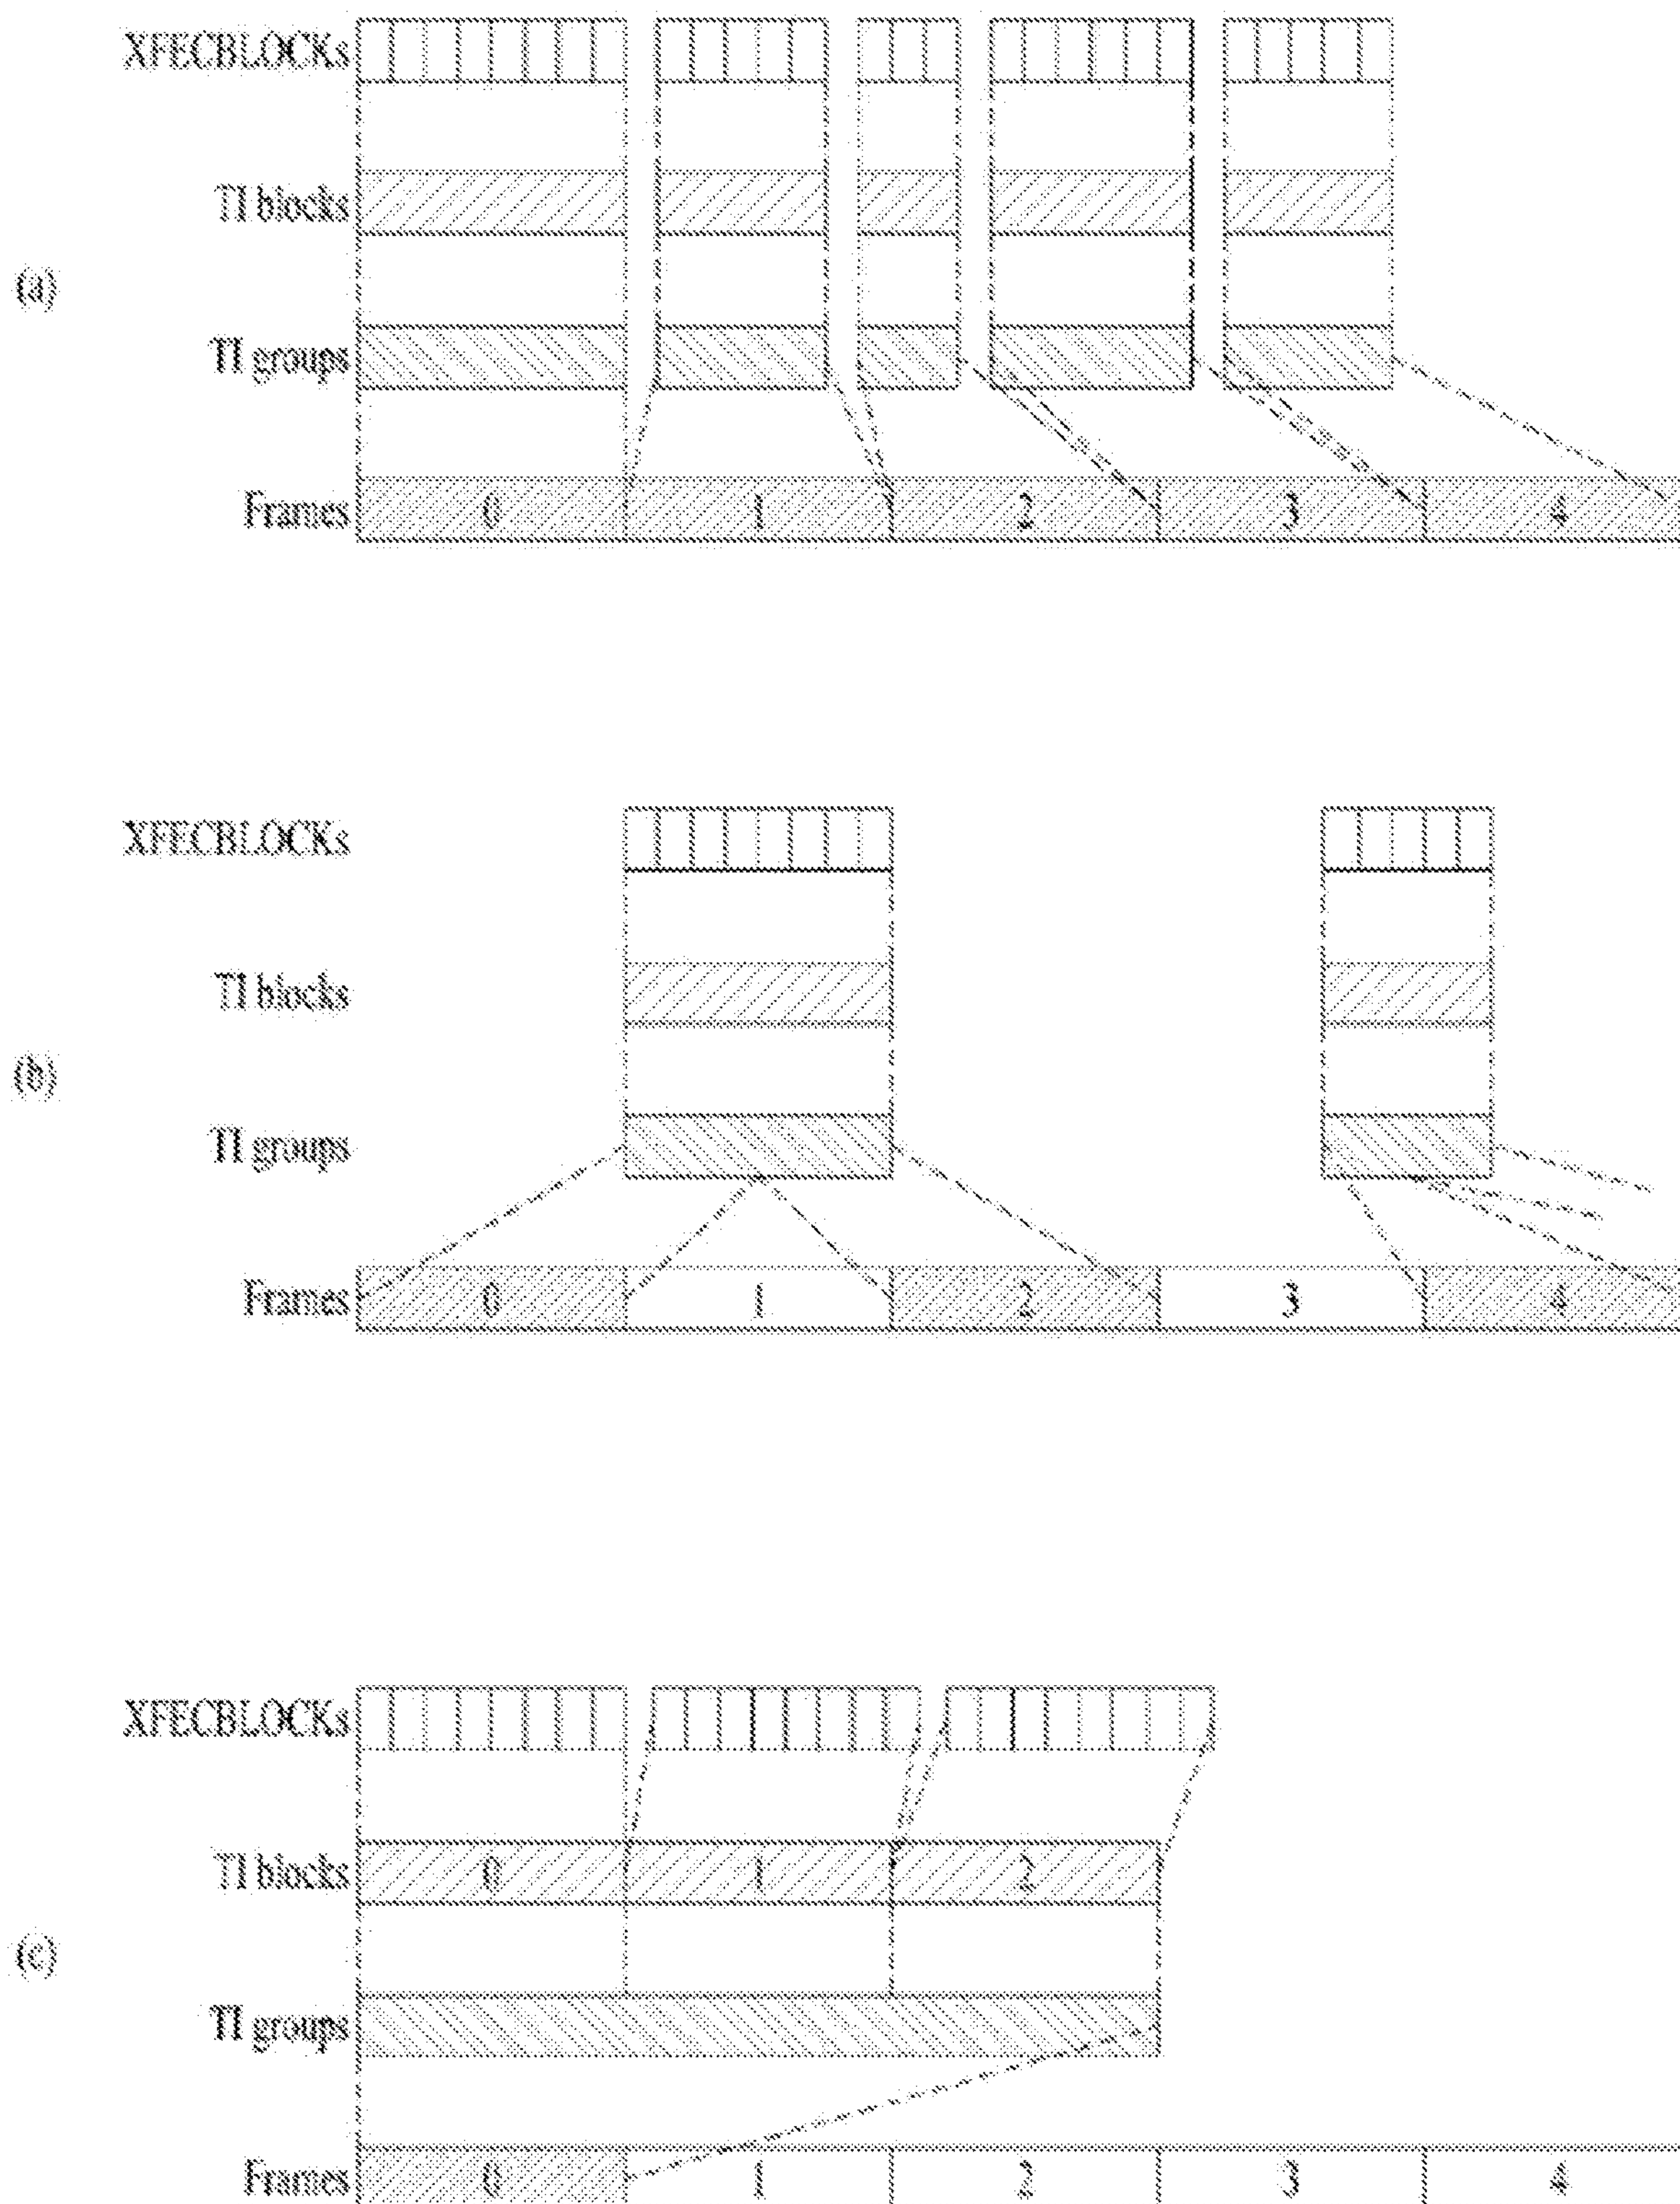 XFECBLOCKs
TI blocks
(a)
TI groups
Frames 0 1 2 3 4
XFECBLOCKs
TI blocks
(b)
TI groups
Frames 0 1 2 3 4
XFECBLOCKs
TI blocks 0 1 2
(c)
TI groups
Frames 0 1 2 3 4